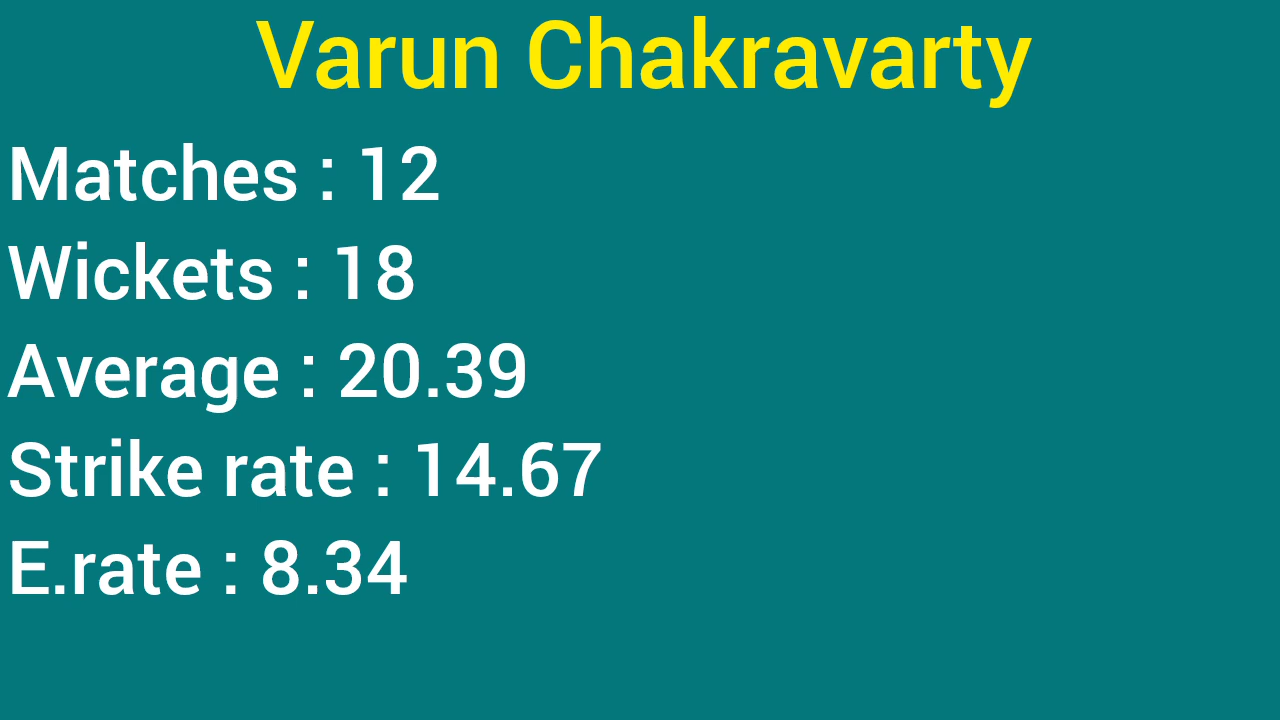 Varun Chakravarty
Matches : 12
Wickets : 18
Average : 20.39
Strike rate : 14.67
E.rate : 8.34